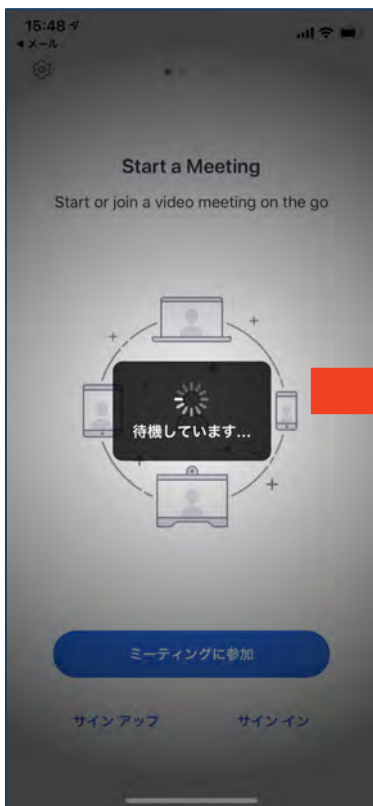 15:48
◀ メール
Start a Meeting
Start or join a video meeting on the go
待機しています...
ミーティングに参加
サインアップ
サインイン